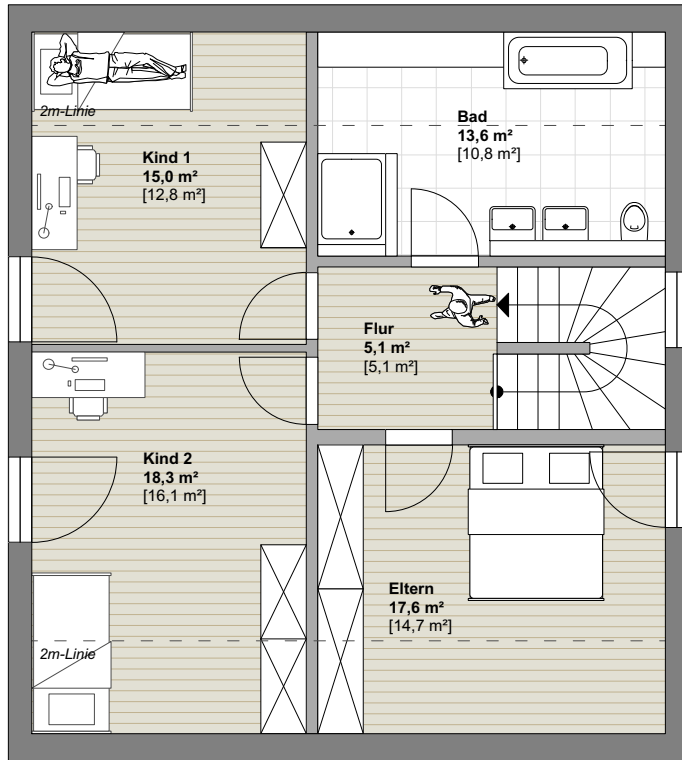 2m-Linie
Kind 1
15,0 m²
[12,8 m²]
Bad
13,6 m²
[10,8 m²]
Flur
5,1 m²
[5,1 m²]
Kind 2
18,3 m²
[16,1 m²]
Eltern
17,6 m²
[14,7 m²]
2m-Linie